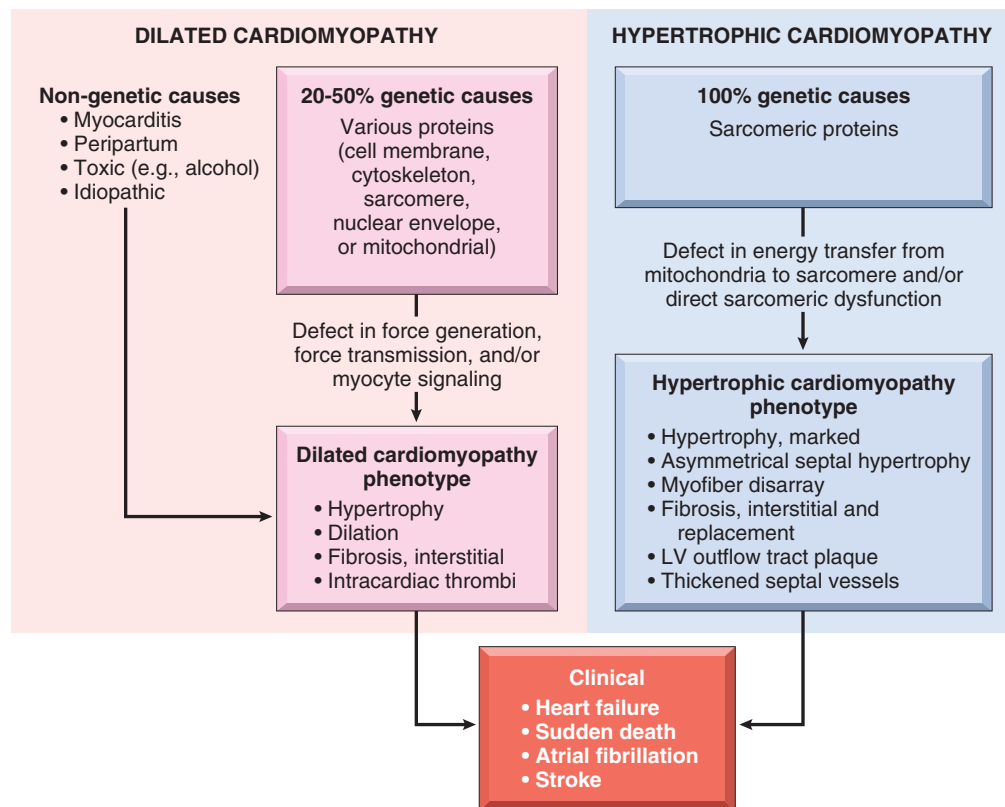 DILATED CARDIOMYOPATHY
Non-genetic causes
• Myocarditis
• Peripartum
• Toxic (e.g., alcohol)
• Idiopathic
20-50% genetic causes
Various proteins
(cell membrane,
cytoskeleton,
sarcomere,
nuclear envelope,
or mitochondrial)
Defect in force generation,
force transmission, and/or
myocyte signaling
Dilated cardiomyopathy
phenotype
• Hypertrophy
• Dilation
• Fibrosis, interstitial
• Intracardiac thrombi
HYPERTROPHIC CARDIOMYOPATHY
100% genetic causes
Sarcomeric proteins
Defect in energy transfer from
mitochondria to sarcomere and/or
direct sarcomeric dysfunction
Hypertrophic cardiomyopathy
phenotype
• Hypertrophy, marked
• Asymmetrical septal hypertrophy
• Myofiber disarray
• Fibrosis, interstitial and
replacement
• LV outflow tract plaque
• Thickened septal vessels
Clinical
• Heart failure
• Sudden death
• Atrial fibrillation
• Stroke